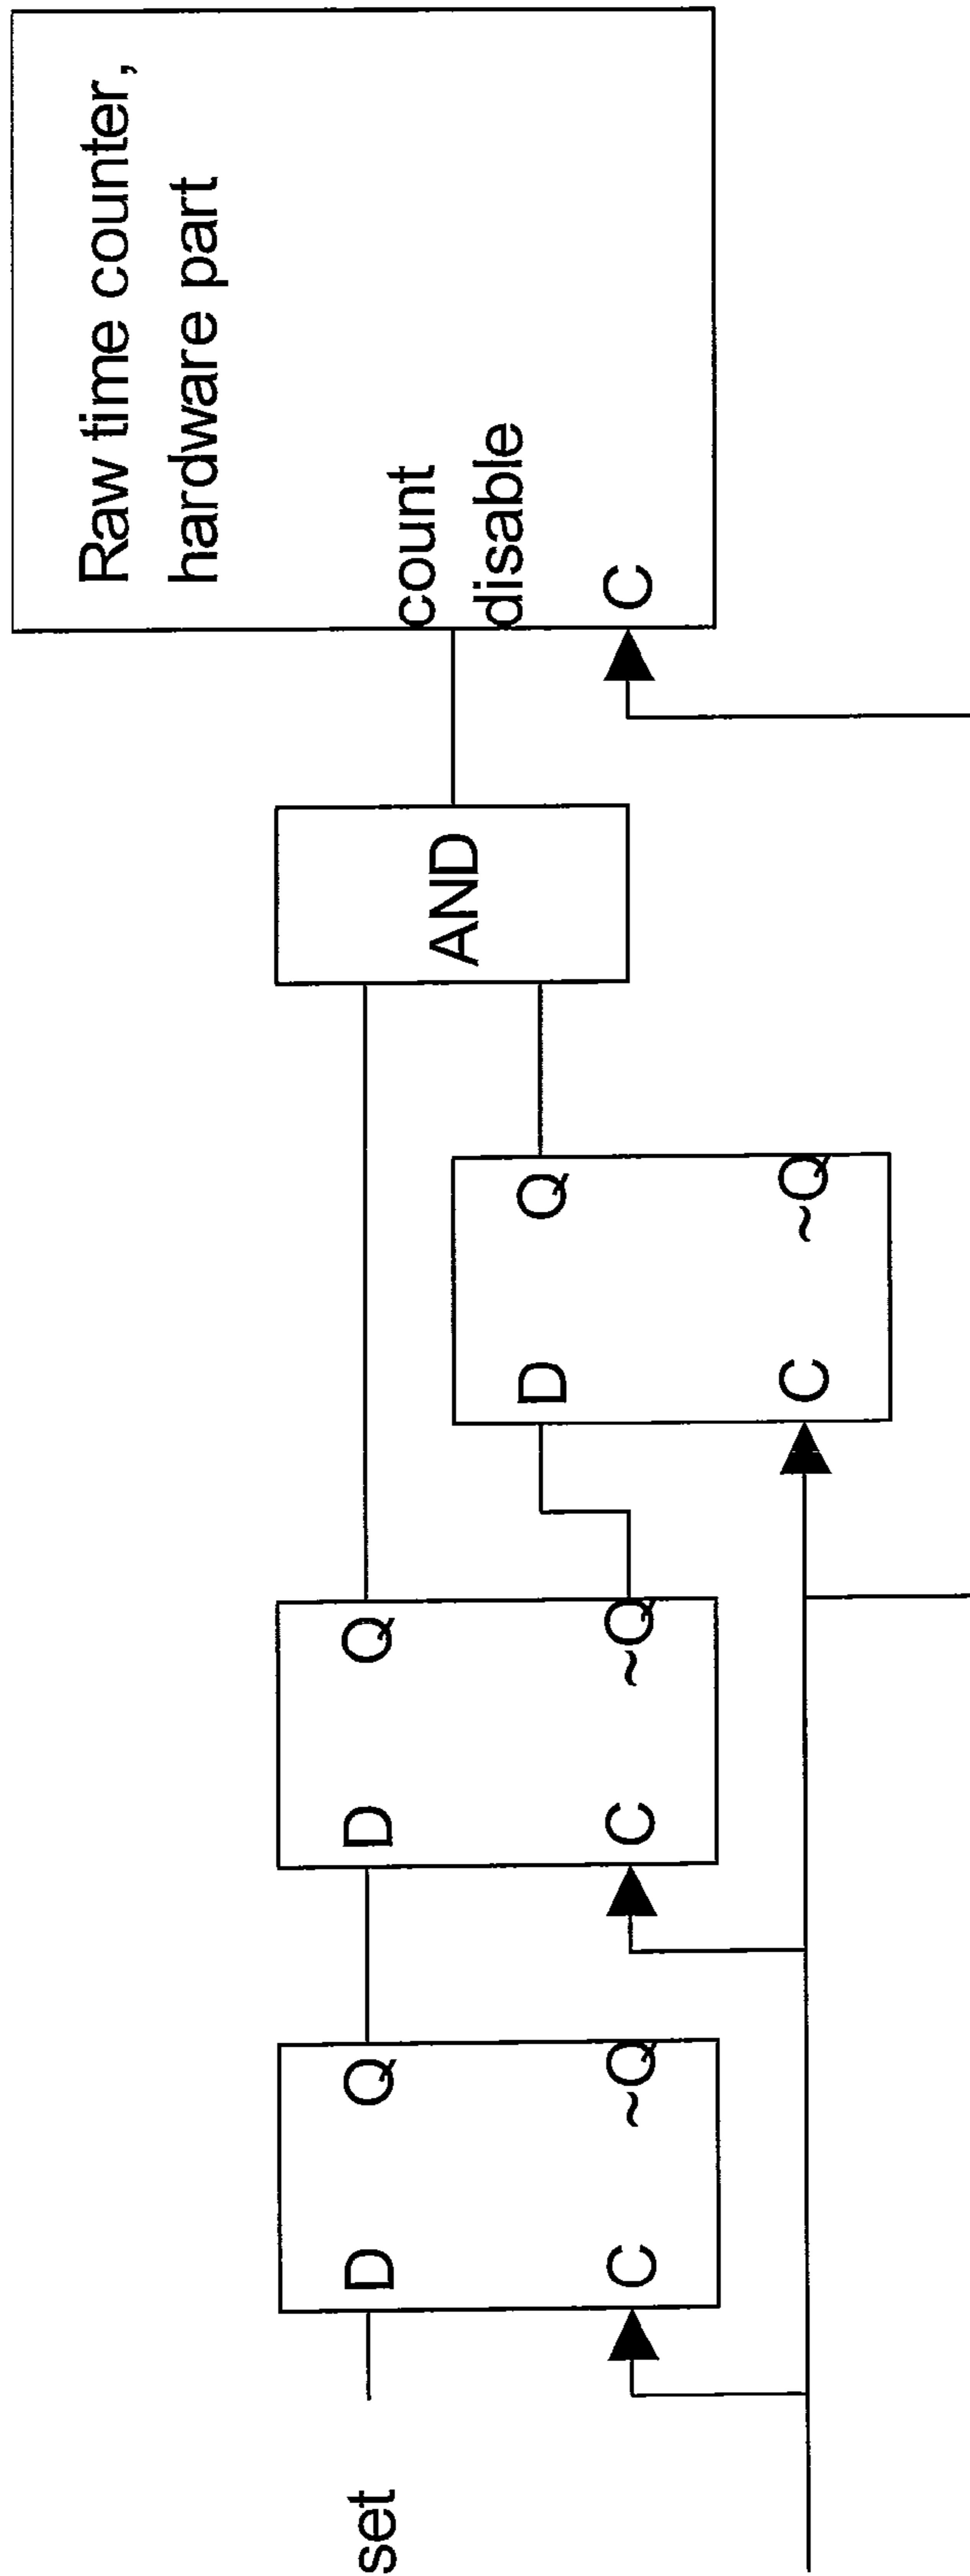 Raw time counter,
hardware part
count
disable
C
AND
D Q
C ~Q
D Q
C ~Q
D Q
C ~Q
set